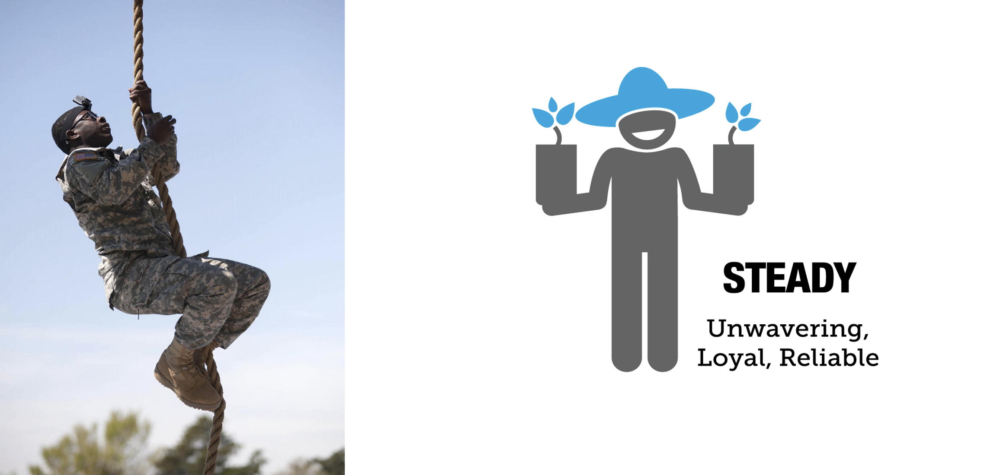 STEADY
Unwavering,
Loyal, Reliable